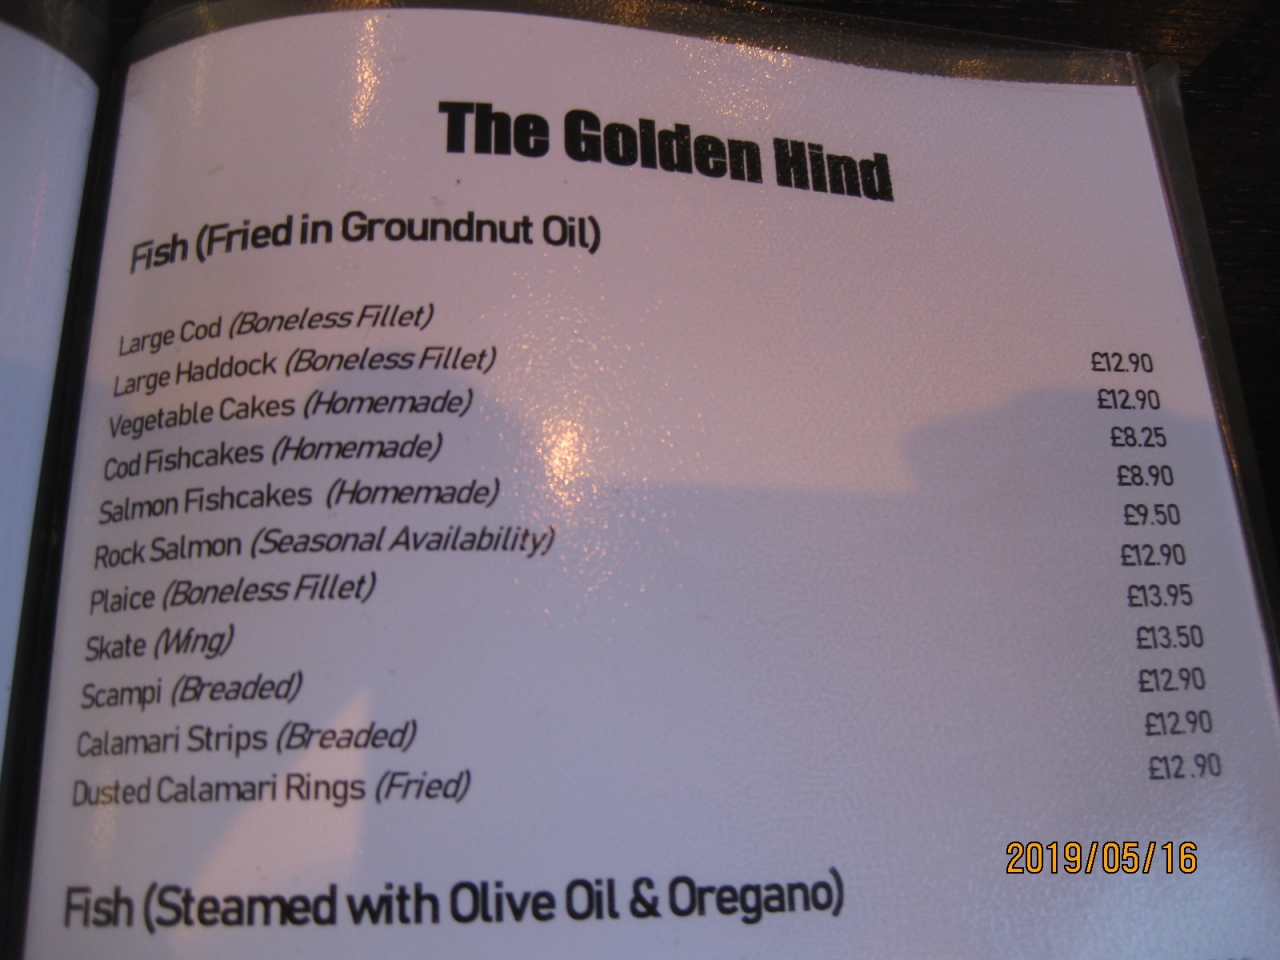 The Golden Hind
Fish (Fried in Groundnut Oil)
Large Cod (Boneless Fillet) £12.90
Large Haddock (Boneless Fillet) £12.90
Vegetable Cakes (Homemade) £8.25
Cod Fishcakes (Homemade) £8.90
Salmon Fishcakes (Homemade) £9.50
Rock Salmon (Seasonal Availability) £12.90
Plaice (Boneless Fillet) £13.95
Skate (Wing) £13.50
Scampi (Breaded) £12.90
Calamari Strips (Breaded) £12.90
Dusted Calamari Rings (Fried) £12.90
2019/05/16
Fish (Steamed with Olive Oil & Oregano)